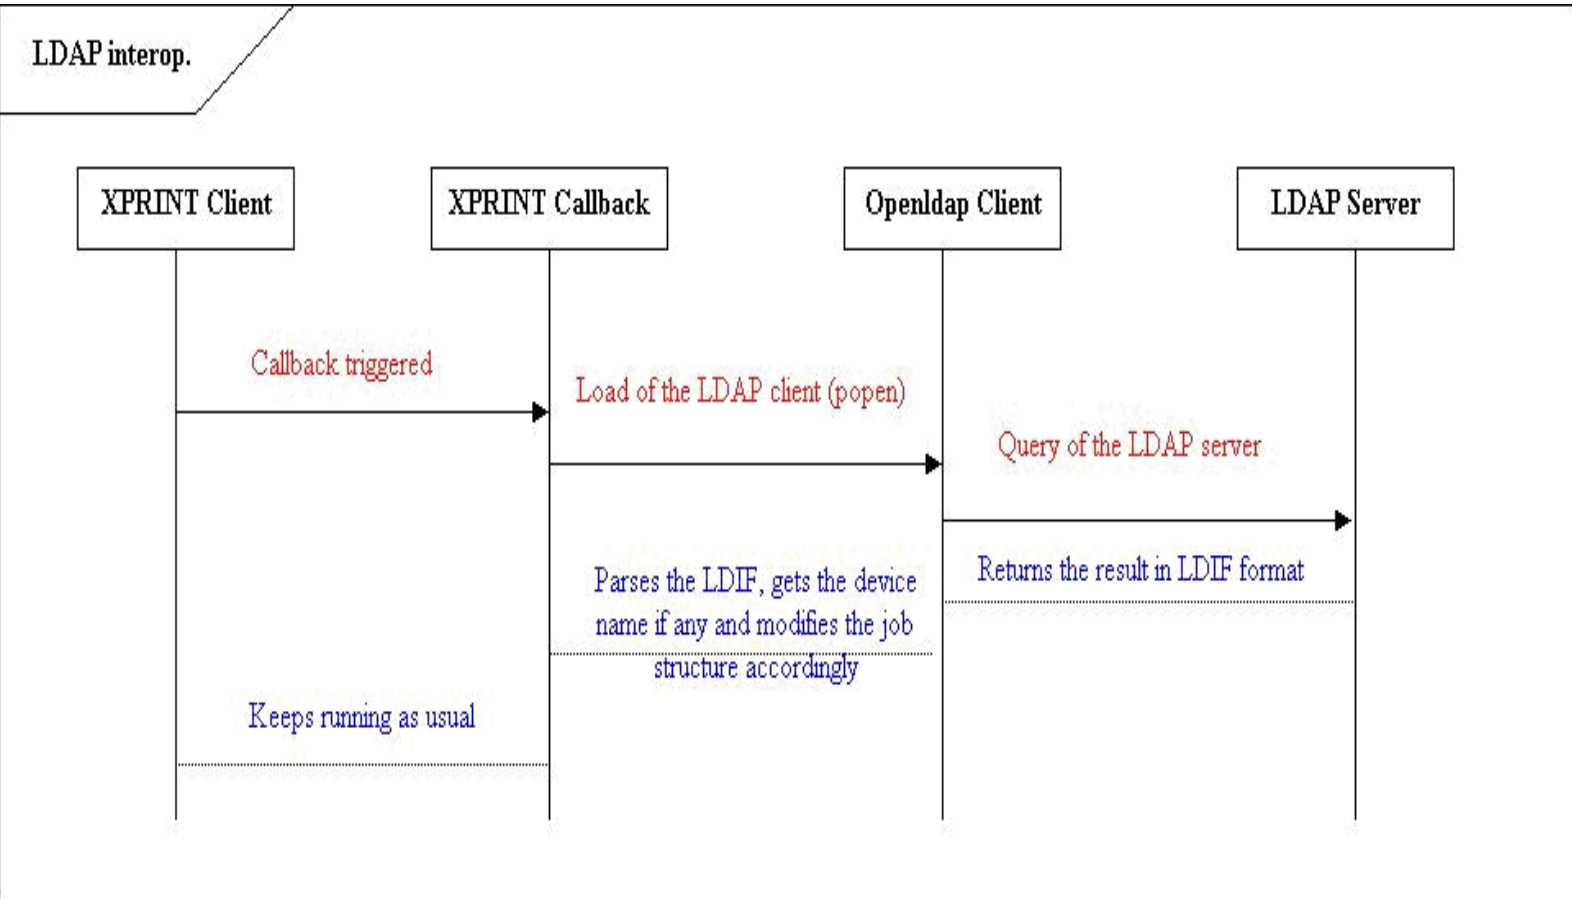 LDAP interop.
XPRINT Client
XPRINT Callback
Openldap Client
LDAP Server
Callback triggered
Load of the LDAP client (popen)
Query of the LDAP server
Returns the result in LDIF format
Parses the LDIF, gets the device
name if any and modifies the job
structure accordingly
Keeps running as usual